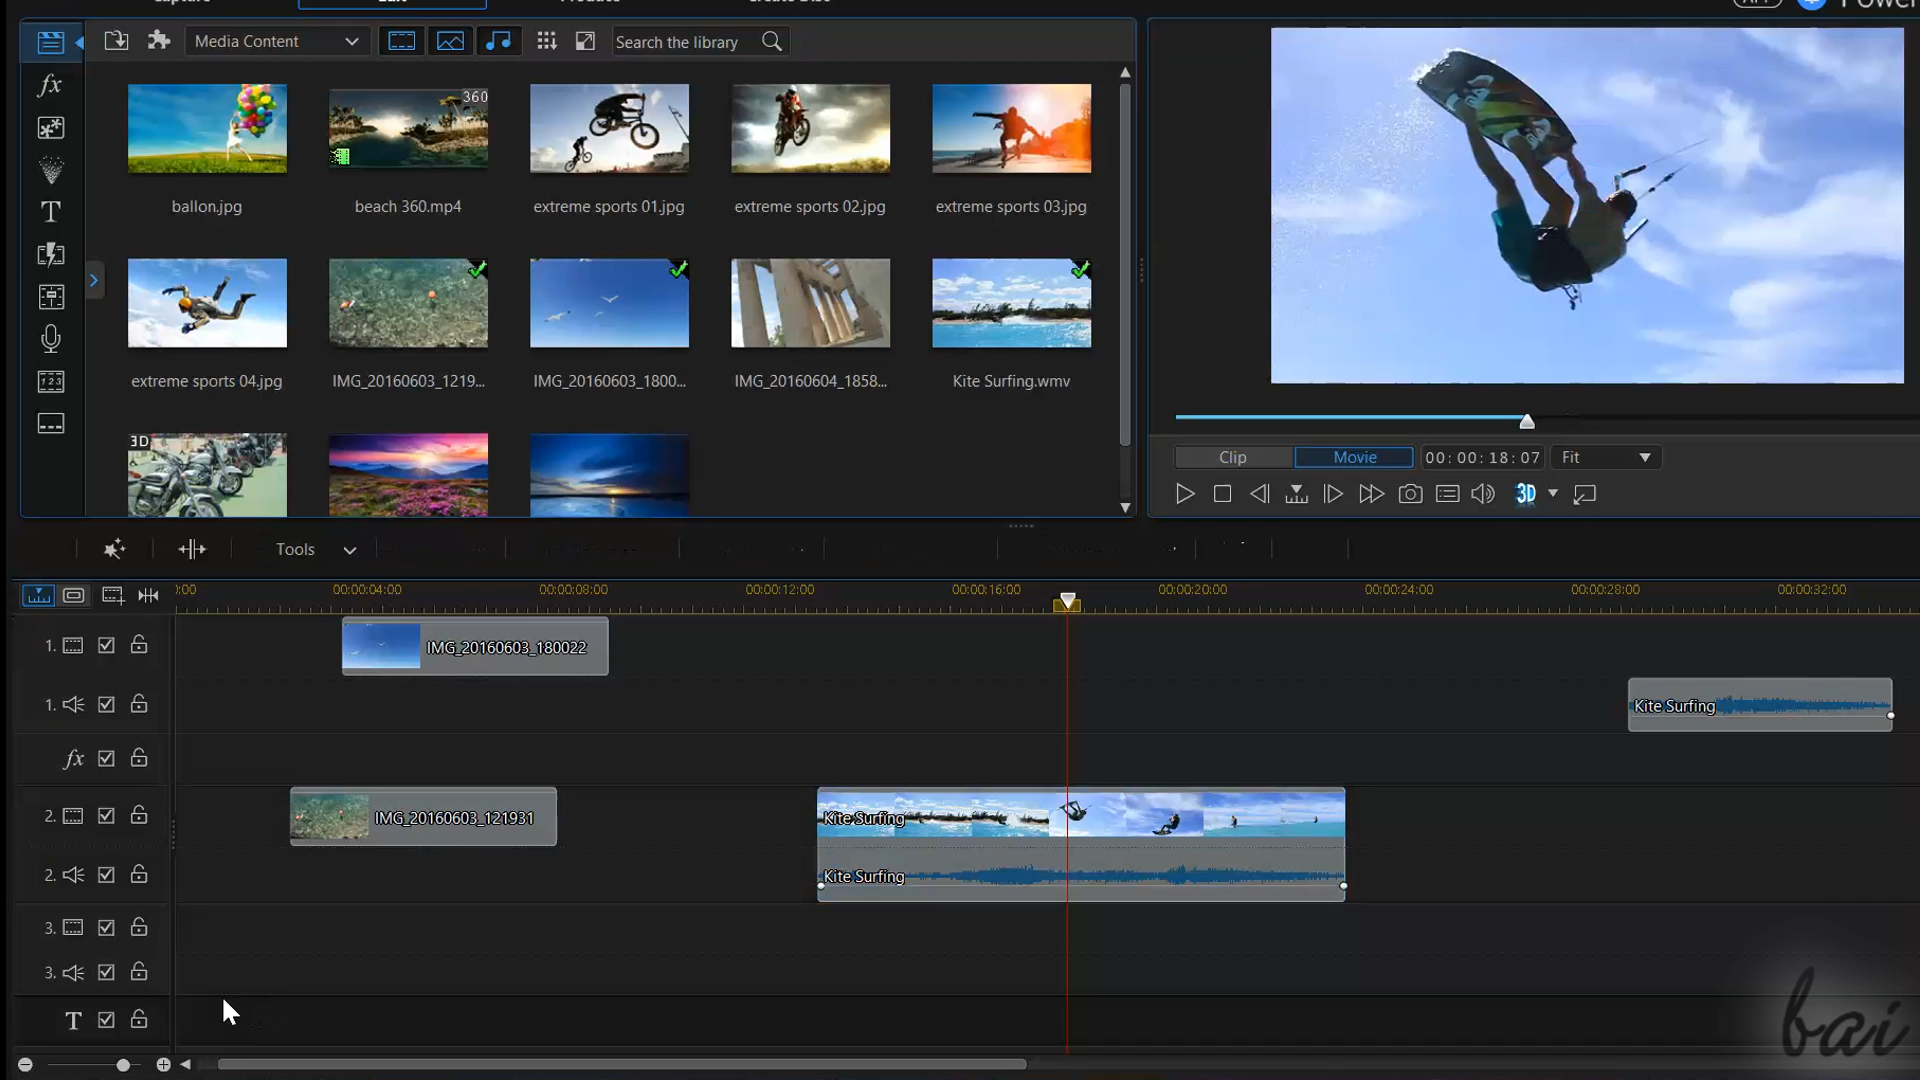 Media Content
Search the library
360
ballon.jpg
beach 360.mp4
extreme sports 01.jpg
extreme sports 02.jpg
extreme sports 03.jpg
extreme sports 04.jpg
IMG_20160603_1219...
IMG_20160603_1800...
IMG_20160604_1858...
Kite Surfing.wmv
3D
Clip
Movie
00:00:18:07
Fit
3D
Tools
00:00:04:00
00:00:08:00
00:00:12:00
00:00:16:00
00:00:20:00
00:00:24:00
00:00:28:00
00:00:32:00
1.
IMG_20160603_180022
1.
Kite Surfing
fx
2.
IMG_20160603_121931
Kite Surfing
2.
Kite Surfing
3.
3.
T
bai